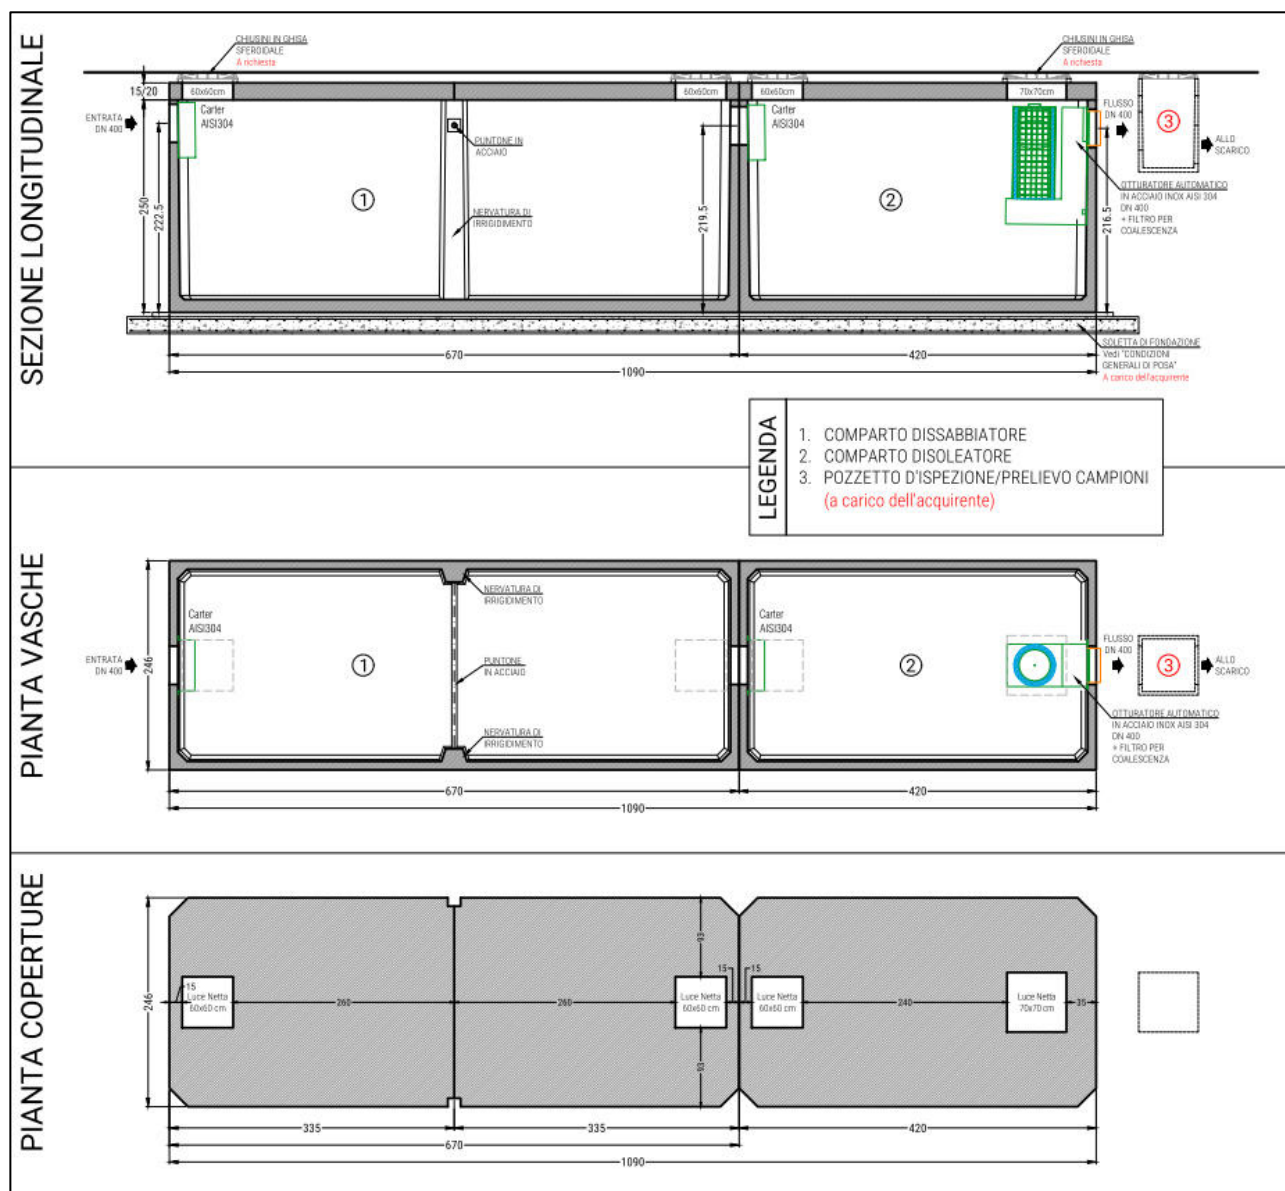 SEZIONE LONGITUDINALE
CHIUSINI IN GHISA
SFEROIDALE
A richiesta
CHIUSINI IN GHISA
SFEROIDALE
A richiesta
15/20
60x60cm
60x60cm
60x60cm
70x70cm
ENTRATA
DN 400
Carter
AISI304
PUNTONE IN
ACCIAIO
Carter
AISI304
FLUSSO
DN 400
3
ALLO
SCARICO
1
2
NERVATURA DI
IRRIGIDIMENTO
OTTURATORE AUTOMATICO
IN ACCIAIO INOX AISI 304
DN 400
+ FILTRO PER
COALESCENZA
250
222.5
219.5
216.5
SOLETTA DI FONDAZIONE
Vedi "CONDIZIONI
GENERALI DI POSA"
A carico dell'acquirente
670
420
1090
LEGENDA
1. COMPARTO DISSABBIATORE
2. COMPARTO DISOLEATORE
3. POZZETTO D'ISPEZIONE/PRELIEVO CAMPIONI
(a carico dell'acquirente)
PIANTA VASCHE
NERVATURA DI
IRRIGIDIMENTO
Carter
AISI304
Carter
AISI304
ENTRATA
DN 400
246
1
PUNTONE
IN ACCIAIO
2
FLUSSO
DN 400
3
ALLO
SCARICO
NERVATURA DI
IRRIGIDIMENTO
OTTURATORE AUTOMATICO
IN ACCIAIO INOX AISI 304
DN 400
+ FILTRO PER
COALESCENZA
670
420
1090
PIANTA COPERTURE
93
246
15
Luce Netta
60x60 cm
260
260
Luce Netta
60x60 cm
15
15
Luce Netta
60x60 cm
240
Luce Netta
70x70 cm
35
93
335
335
420
670
1090